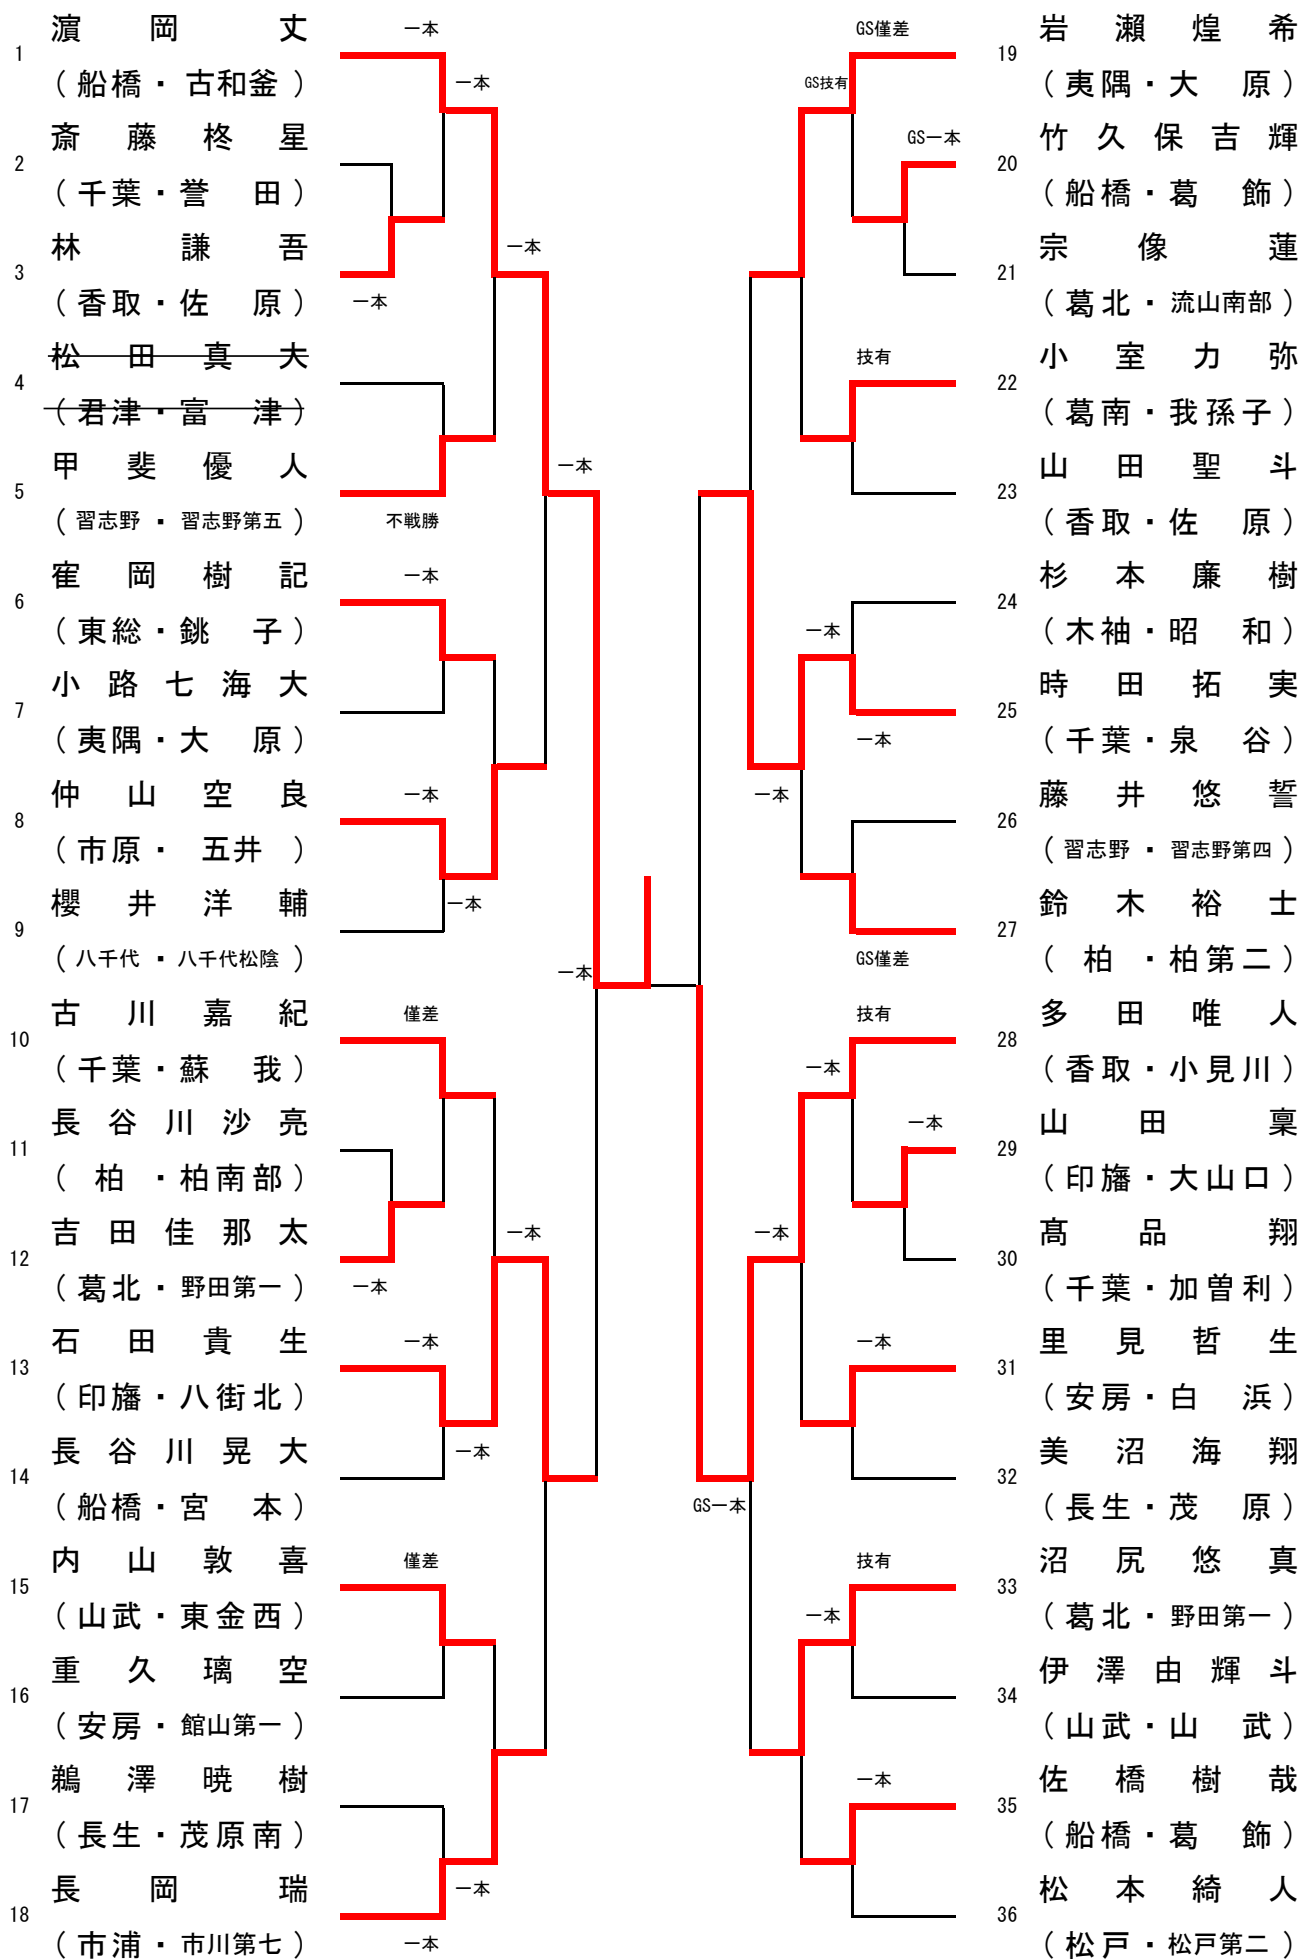 濵岡丈
一本
1
(船橋・古和釜)
一本
斎藤柊星
2
(千葉・誉田)
林謙吾
一本
3
(香取・佐原)
一本
松田真大
4
(君津・富津)
甲斐優人
一本
5
(習志野・習志野第五)
不戦勝
寉岡樹記
一本
6
(東総・銚子)
小路七海大
7
(夷隅・大原)
仲山空良
一本
8
(市原・五井)
櫻井洋輔
一本
9
(八千代・八千代松陰)
一本
古川嘉紀
僅差
10
(千葉・蘇我)
長谷川沙亮
11
(柏・柏南部)
吉田佳那太
一本
12
(葛北・野田第一)
一本
石田貴生
一本
13
(印旛・八街北)
長谷川晃大
一本
14
(船橋・宮本)
内山敦喜
僅差
15
(山武・東金西)
重久璃空
16
(安房・館山第一)
鵜澤暁樹
17
(長生・茂原南)
長岡瑞
一本
18
(市浦・市川第七)
一本
GS僅差
岩瀬煌希
19
GS技有
(夷隅・大原)
GS一本
竹久保吉輝
20
(船橋・葛飾)
宗像蓮
21
(葛北・流山南部)
技有
小室力弥
22
(葛南・我孫子)
山田聖斗
23
(香取・佐原)
杉本廉樹
24
一本
(木袖・昭和)
時田拓実
25
一本
(千葉・泉谷)
一本
藤井悠誓
26
(習志野・習志野第四)
鈴木裕士
27
GS僅差
(柏・柏第二)
技有
多田唯人
28
一本
(香取・小見川)
一本
山田稟
29
(印旛・大山口)
一本
髙品翔
30
(千葉・加曽利)
一本
里見哲生
31
(安房・白浜)
美沼海翔
32
GS一本
(長生・茂原)
技有
沼尻悠真
33
一本
(葛北・野田第一)
伊澤由輝斗
34
(山武・山武)
一本
佐橋樹哉
35
(船橋・葛飾)
松本綺人
36
(松戸・松戸第二)